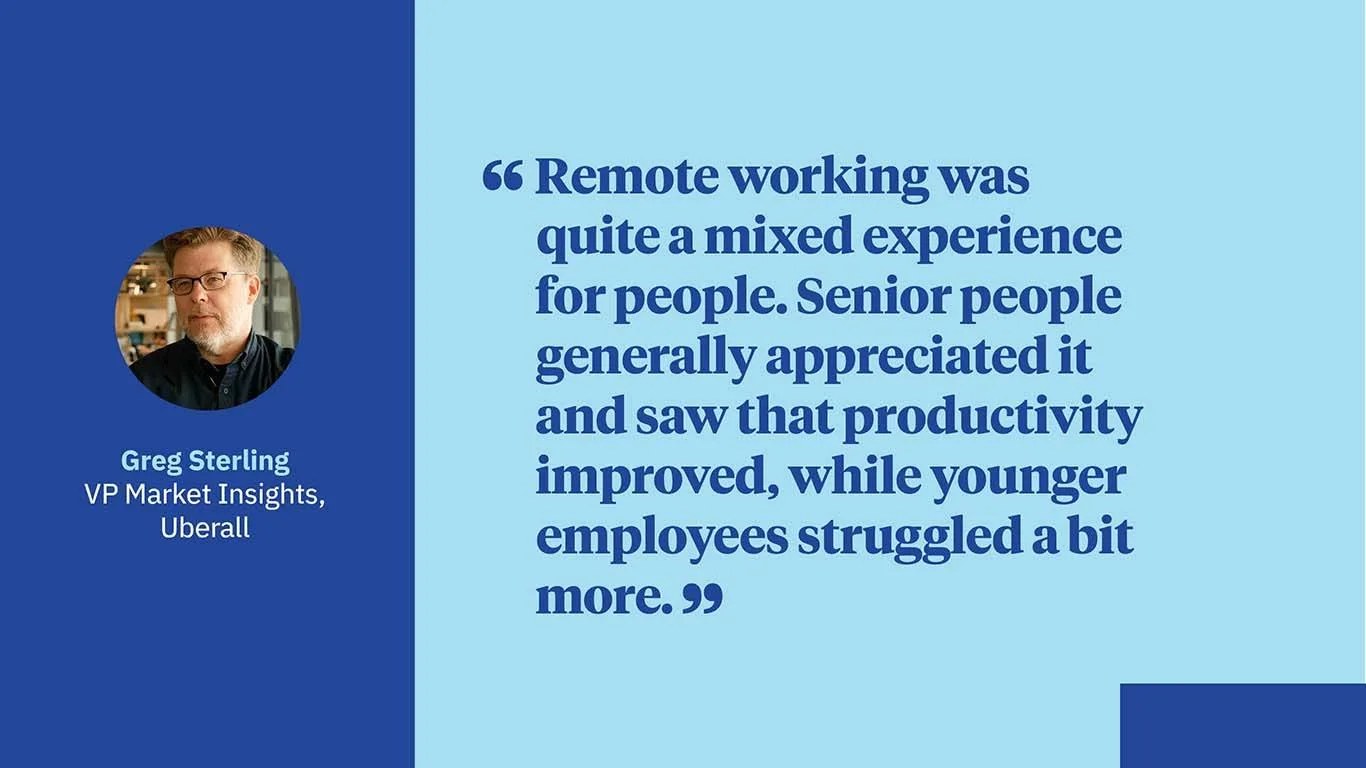 Greg Sterling
VP Market Insights,
Uberall
“ Remote working was
quite a mixed experience
for people. Senior people
generally appreciated it
and saw that productivity
improved, while younger
employees struggled a bit
more. ”